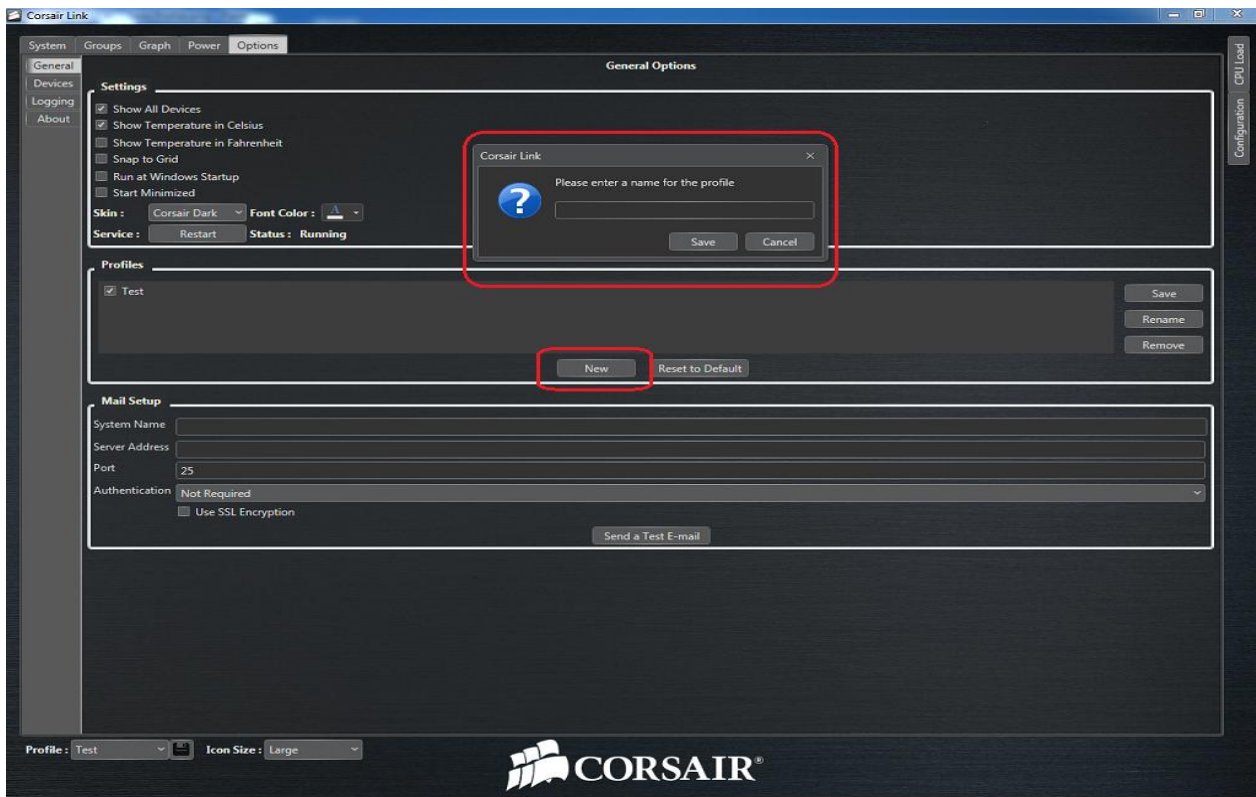 Corsair Link
System Groups Graph Power Options
General
Devices
Logging
About
General Options
Settings
Show All Devices
Show Temperature in Celsius
Show Temperature in Fahrenheit
Snap to Grid
Run at Windows Startup
Start Minimized
Skin : Corsair Dark Font Color : A
Service : Restart Status : Running
Corsair Link
Please enter a name for the profile
?
Save Cancel
Profiles
Test
Save
Rename
Remove
New Reset to Default
Mail Setup
System Name
Server Address
Port 25
Authentication Not Required
Use SSL Encryption
Send a Test E-mail
CPU Load
Configuration
Profile : Test Icon Size : Large
CORSAIR®